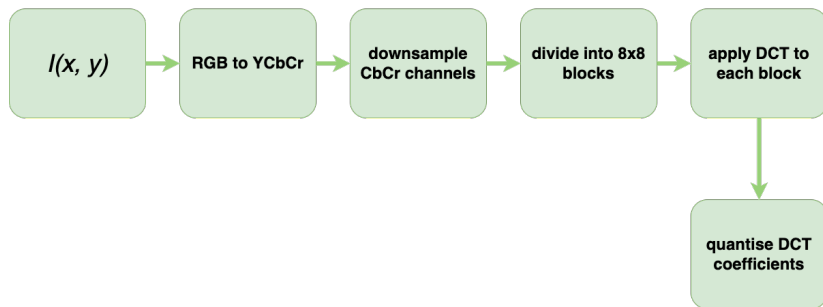 I(x, y)
RGB to YCbCr
downsample
CbCr channels
divide into 8x8
blocks
apply DCT to
each block
quantise DCT
coefficients